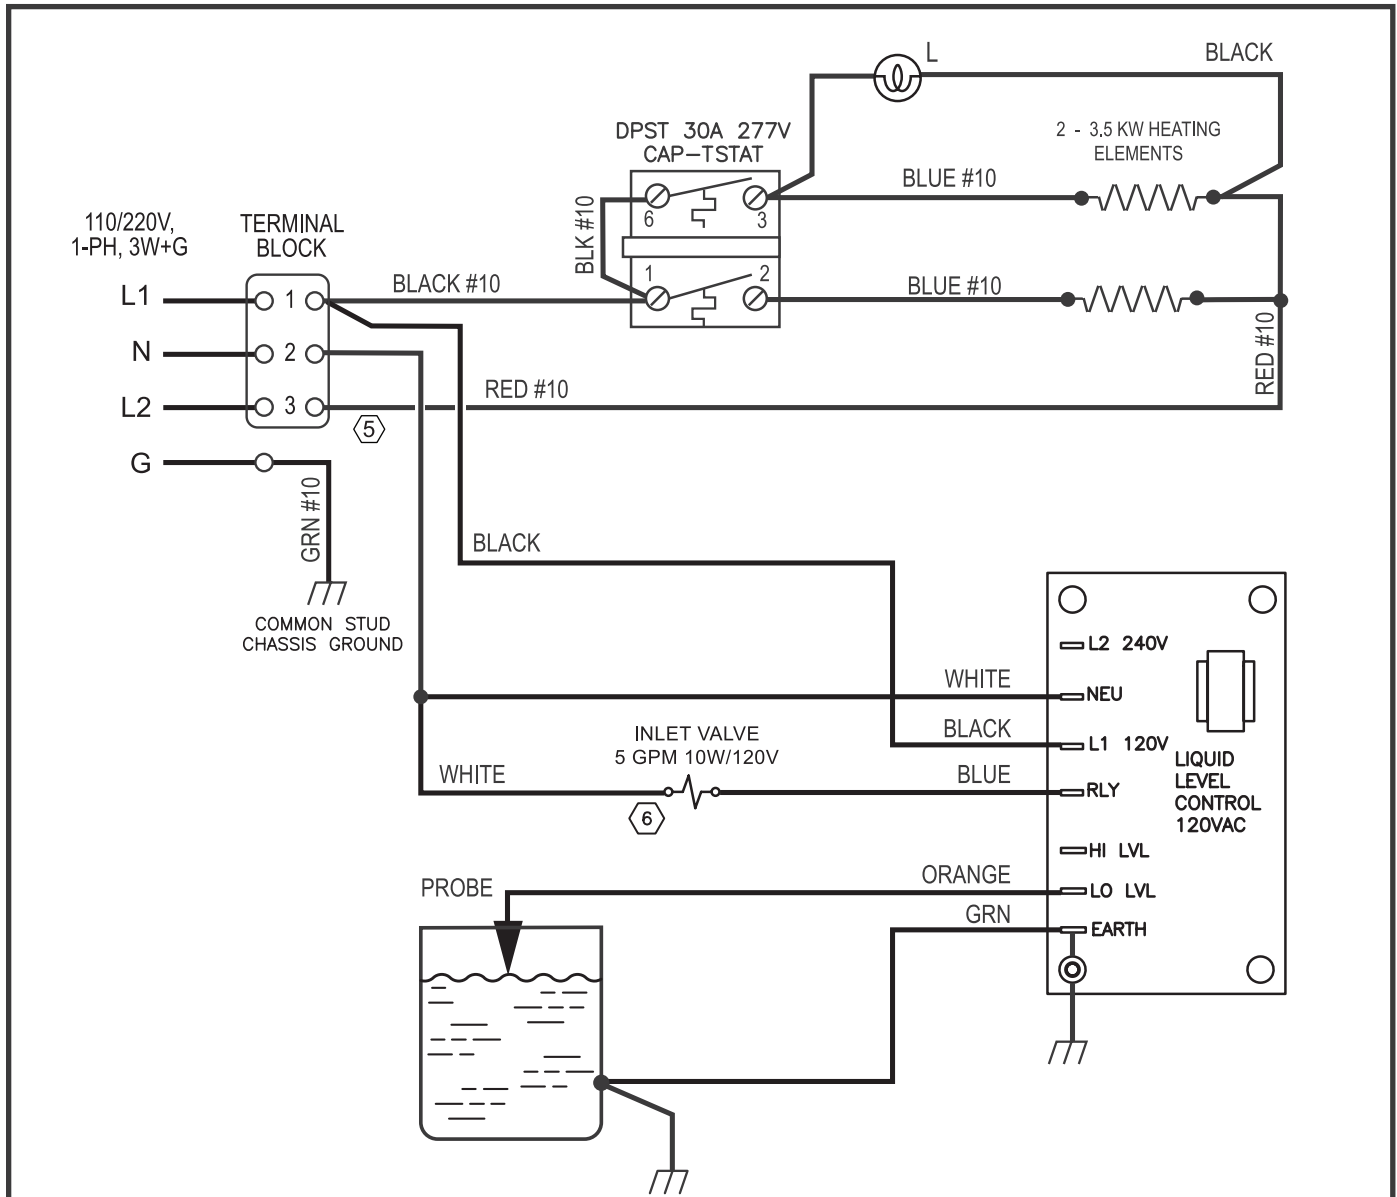 L
BLACK
DPST 30A 277V
CAP-TSTAT
2 - 3.5 KW HEATING
ELEMENTS
BLUE #10
6
3
BLK #10
110/220V,
1-PH, 3W+G
TERMINAL
BLOCK
L1
1
BLACK #10
1
2
BLUE #10
N
2
RED #10
L2
3
RED #10
5
G
GRN #10
COMMON STUD
CHASSIS GROUND
BLACK
L2 240V
WHITE
NEU
BLACK
L1 120V
INLET VALVE
5 GPM 10W/120V
WHITE
BLUE
RLY
6
LIQUID
LEVEL
CONTROL
120VAC
HI LVL
PROBE
ORANGE
LO LVL
GRN
EARTH